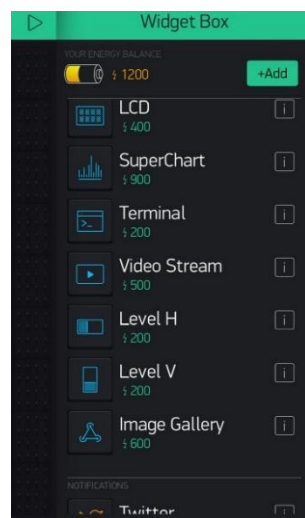 Widget Box
YOUR ENERGY BALANCE
1200
+Add
LCD
400
i
SuperChart
900
i
Terminal
200
i
Video Stream
500
i
Level H
200
i
Level V
200
i
Image Gallery
600
i
NOTIFICATIONS
Twitter
i